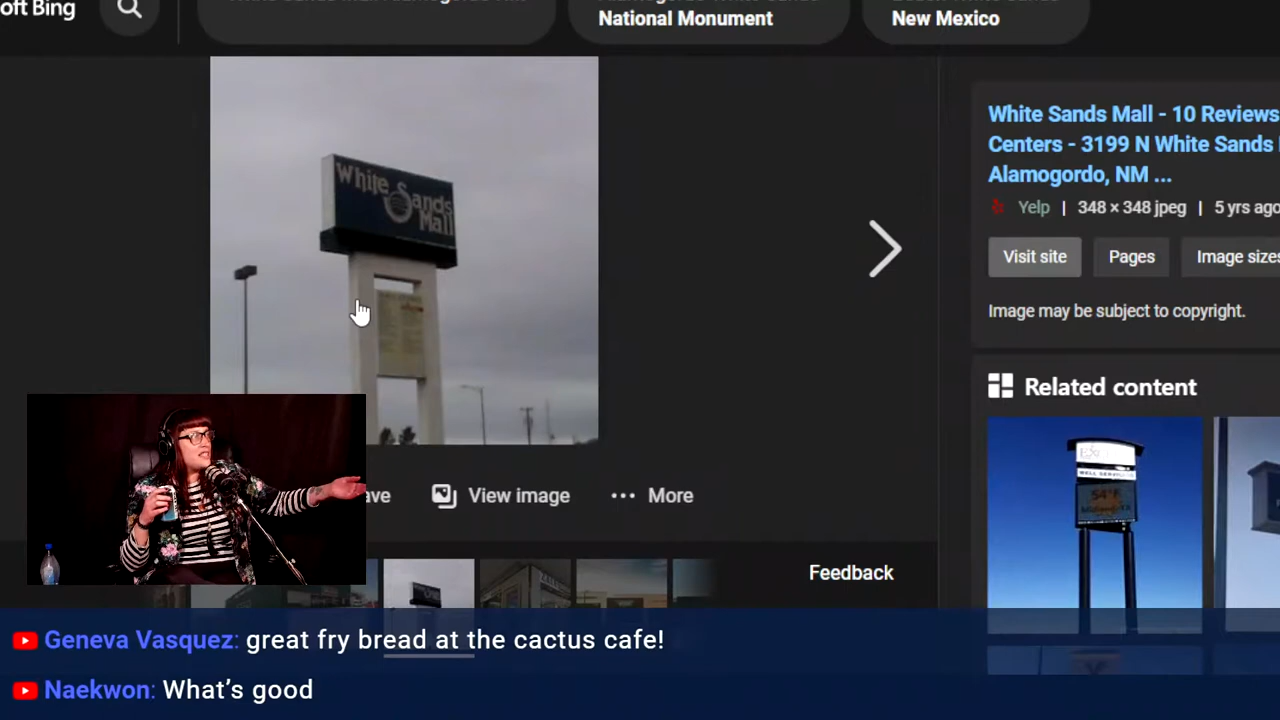 oft Bing
National Monument
New Mexico
White Sands
Mall
White Sands Mall - 10 Reviews
Centers - 3199 N White Sands
Alamogordo, NM ...
Yelp | 348 × 348 jpeg | 5 yrs ago
Visit site
Pages
Image sizes
Image may be subject to copyright.
Related content
54°F
ave
View image
More
Feedback
Geneva Vasquez: great fry bread at the cactus cafe!
Naekwon: What's good